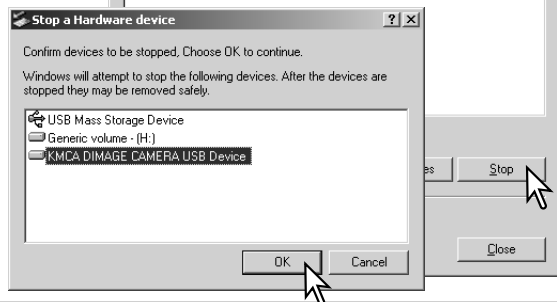 Stop a Hardware device
Confirm devices to be stopped, Choose OK to continue.
Windows will attempt to stop the following devices. After the devices are
stopped they may be removed safely.
USB Mass Storage Device
Generic volume - (H:)
KMCA DIMAGE CAMERA USB Device
OK
Cancel
es
Stop
Close